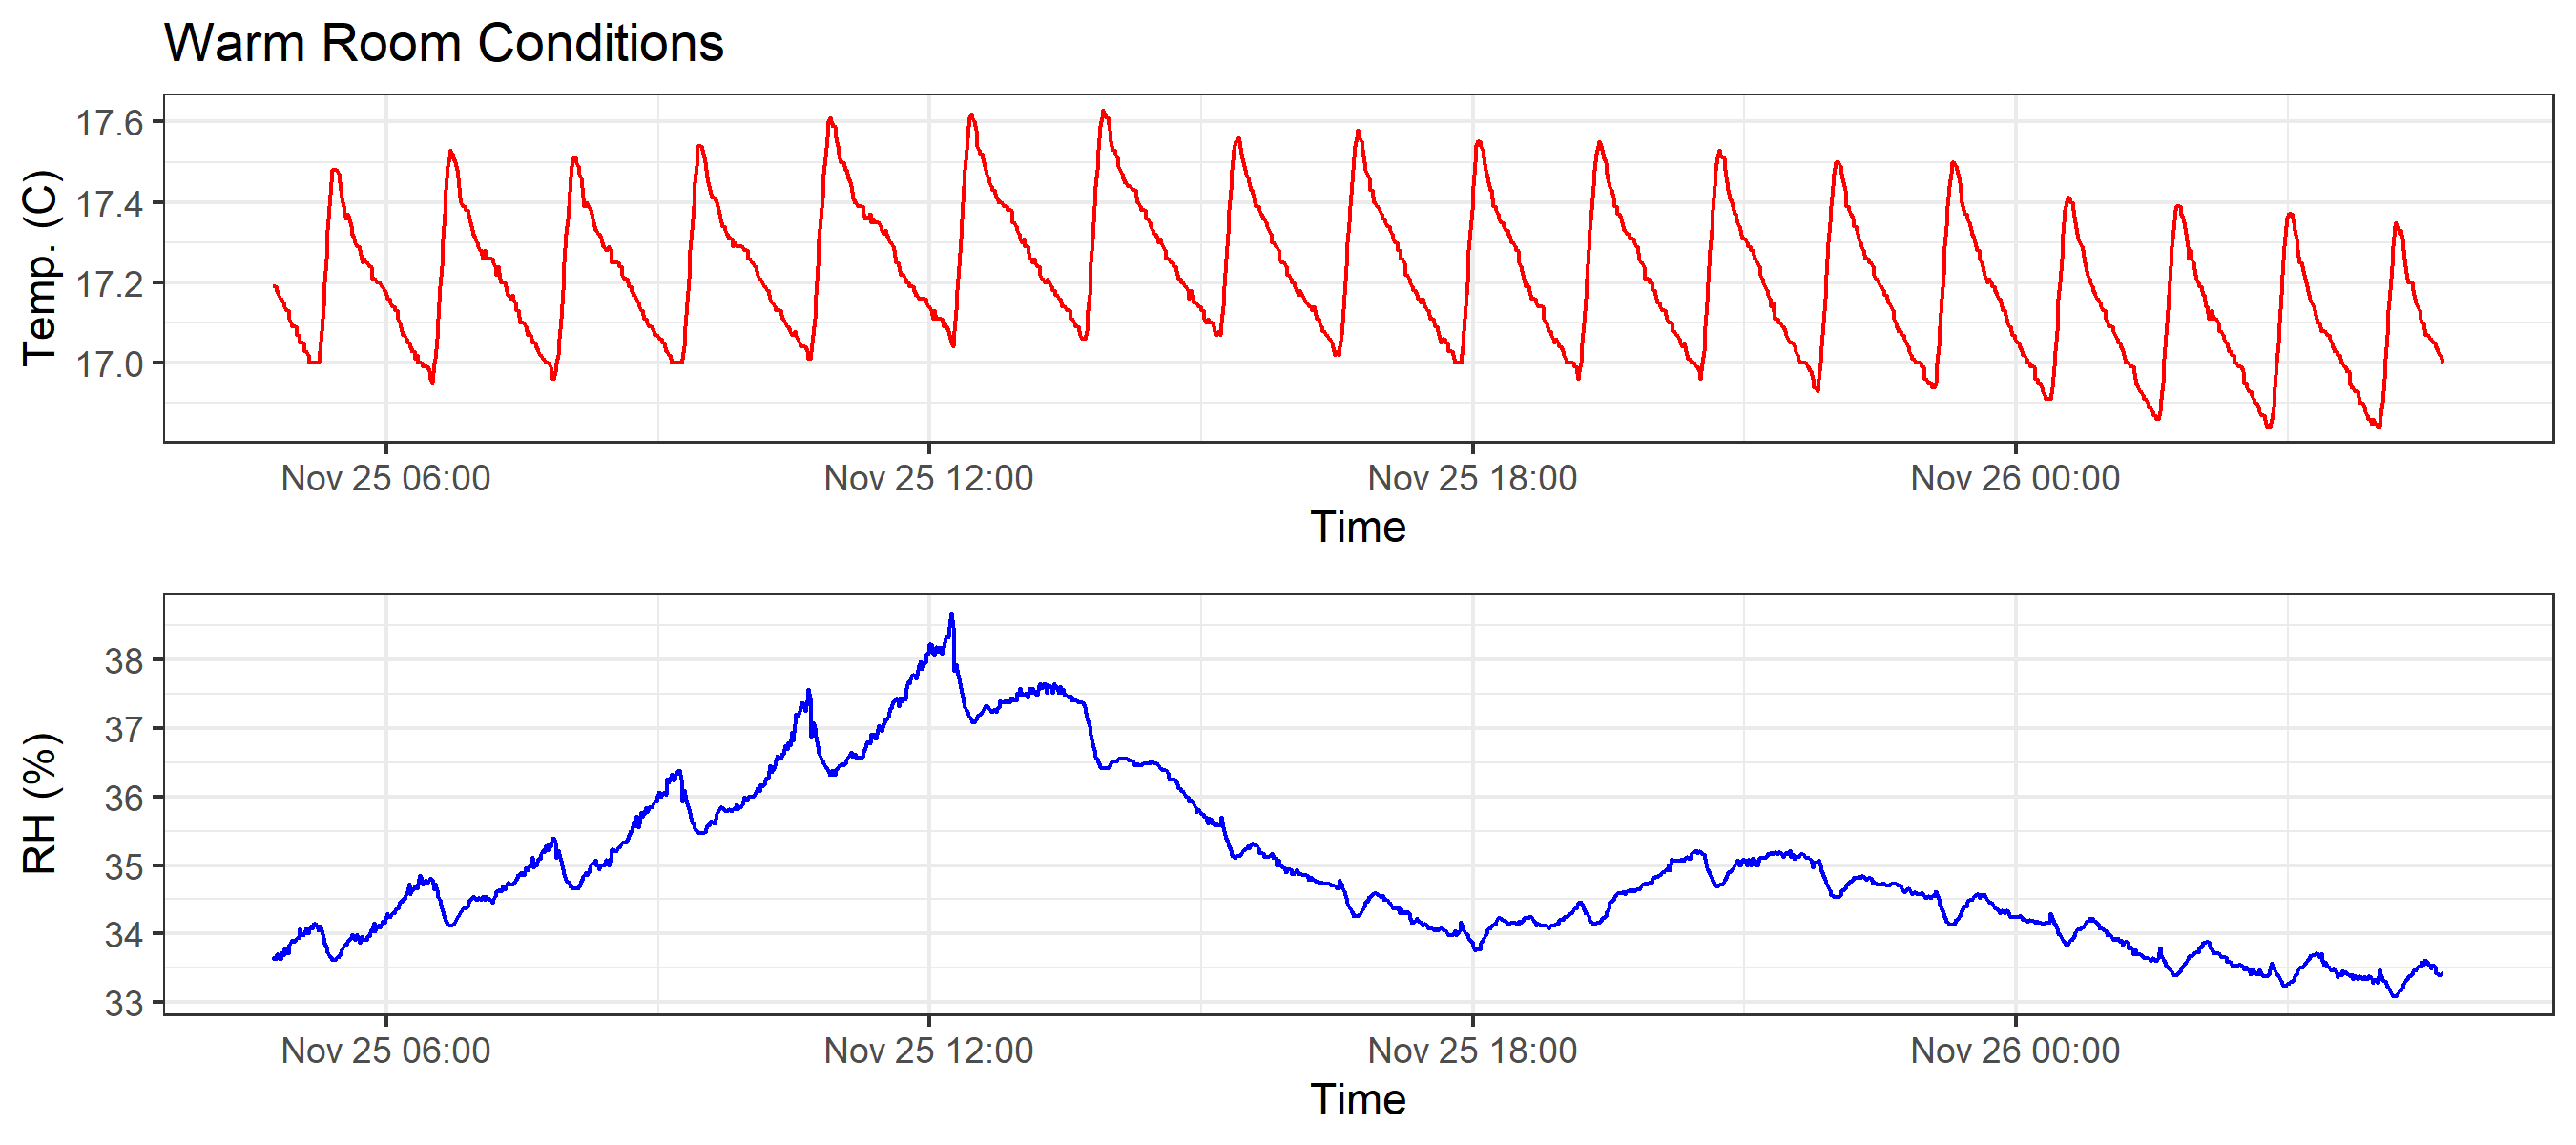 Warm Room Conditions
Temp. (C)
17.6
17.4
17.2
17.0
Nov 25 06:00 Nov 25 12:00 Nov 25 18:00 Nov 26 00:00
Time
RH (%)
38
37
36
35
34
33
Nov 25 06:00 Nov 25 12:00 Nov 25 18:00 Nov 26 00:00
Time